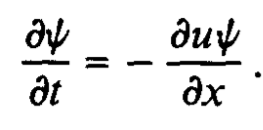 ∂ψ/∂t = − ∂uψ/∂x .